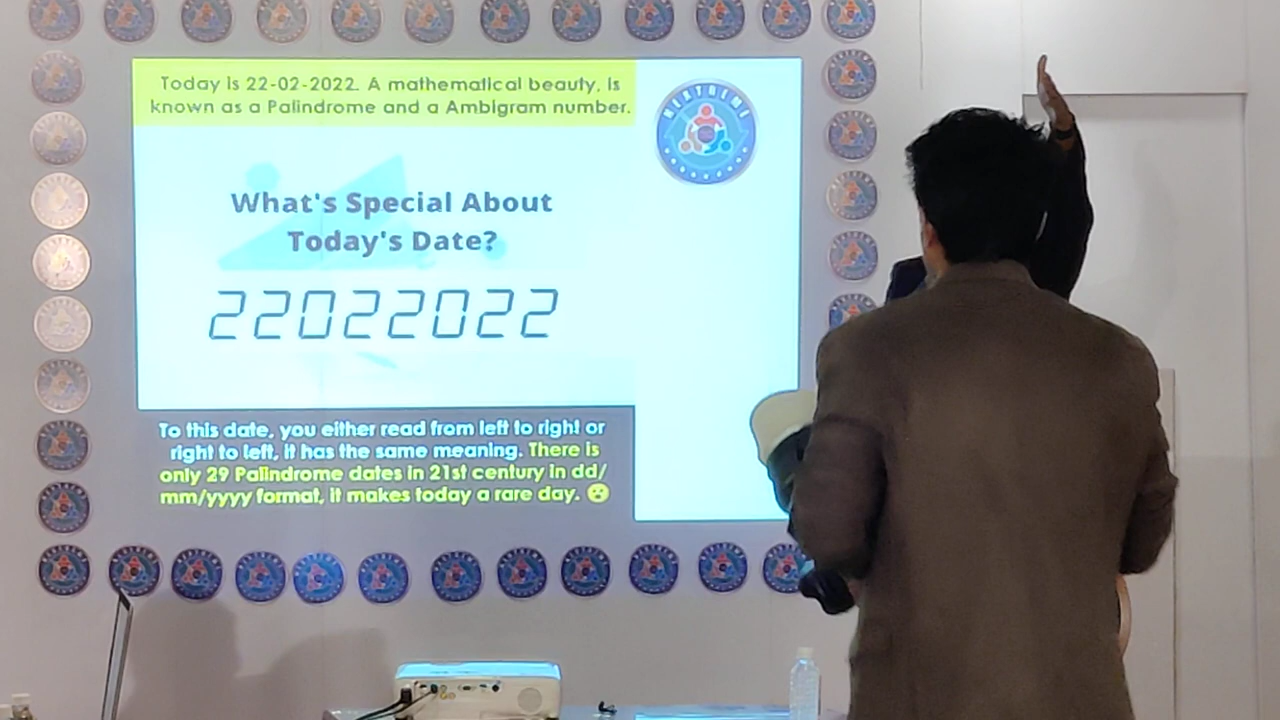 Today is 22-02-2022. A mathematical beauty, is
known as a Palindrome and a Ambigram number.
NEXTREME
What's Special About
Today's Date?
22022022
To this date, you either read from left to right or
right to left, it has the same meaning. There is
only 29 Palindrome dates in 21st century in dd/
mm/yyyy format, it makes today a rare day. 😮